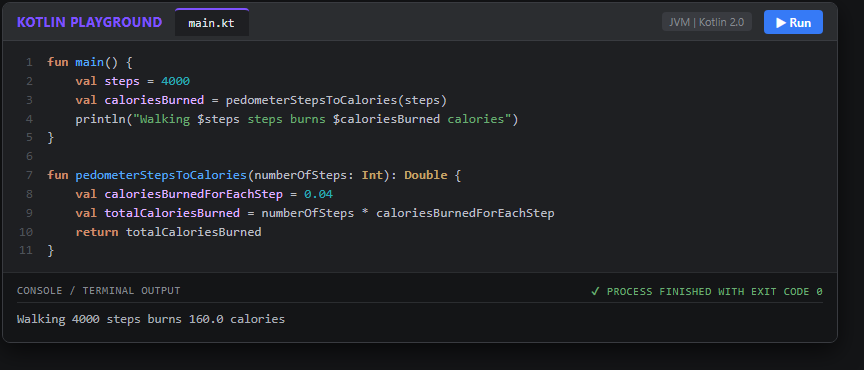 KOTLIN PLAYGROUND main.kt JVM | Kotlin 2.0 ▶ Run
1 fun main() {
2     val steps = 4000
3     val caloriesBurned = pedometerStepsToCalories(steps)
4     println("Walking $steps steps burns $caloriesBurned calories")
5 }
6
7 fun pedometerStepsToCalories(numberOfSteps: Int): Double {
8     val caloriesBurnedForEachStep = 0.04
9     val totalCaloriesBurned = numberOfSteps * caloriesBurnedForEachStep
10     return totalCaloriesBurned
11 }
CONSOLE / TERMINAL OUTPUT ✓ PROCESS FINISHED WITH EXIT CODE 0
Walking 4000 steps burns 160.0 calories